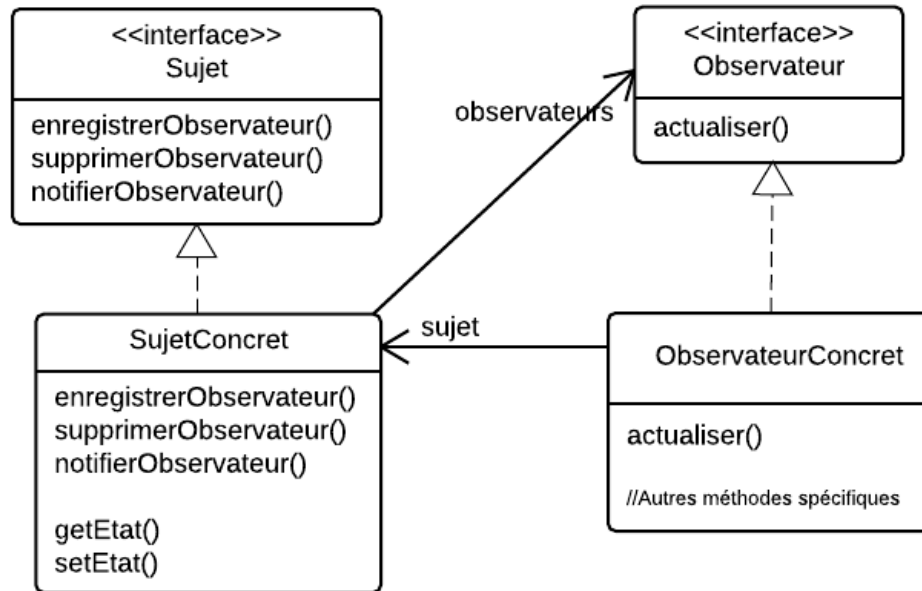 <<interface>>
Sujet
enregistrerObservateur()
supprimerObservateur()
notifierObservateur()
<<interface>>
Observateur
actualiser()
observateurs
sujet
SujetConcret
enregistrerObservateur()
supprimerObservateur()
notifierObservateur()
getEtat()
setEtat()
ObservateurConcret
actualiser()
//Autres méthodes spécifiques